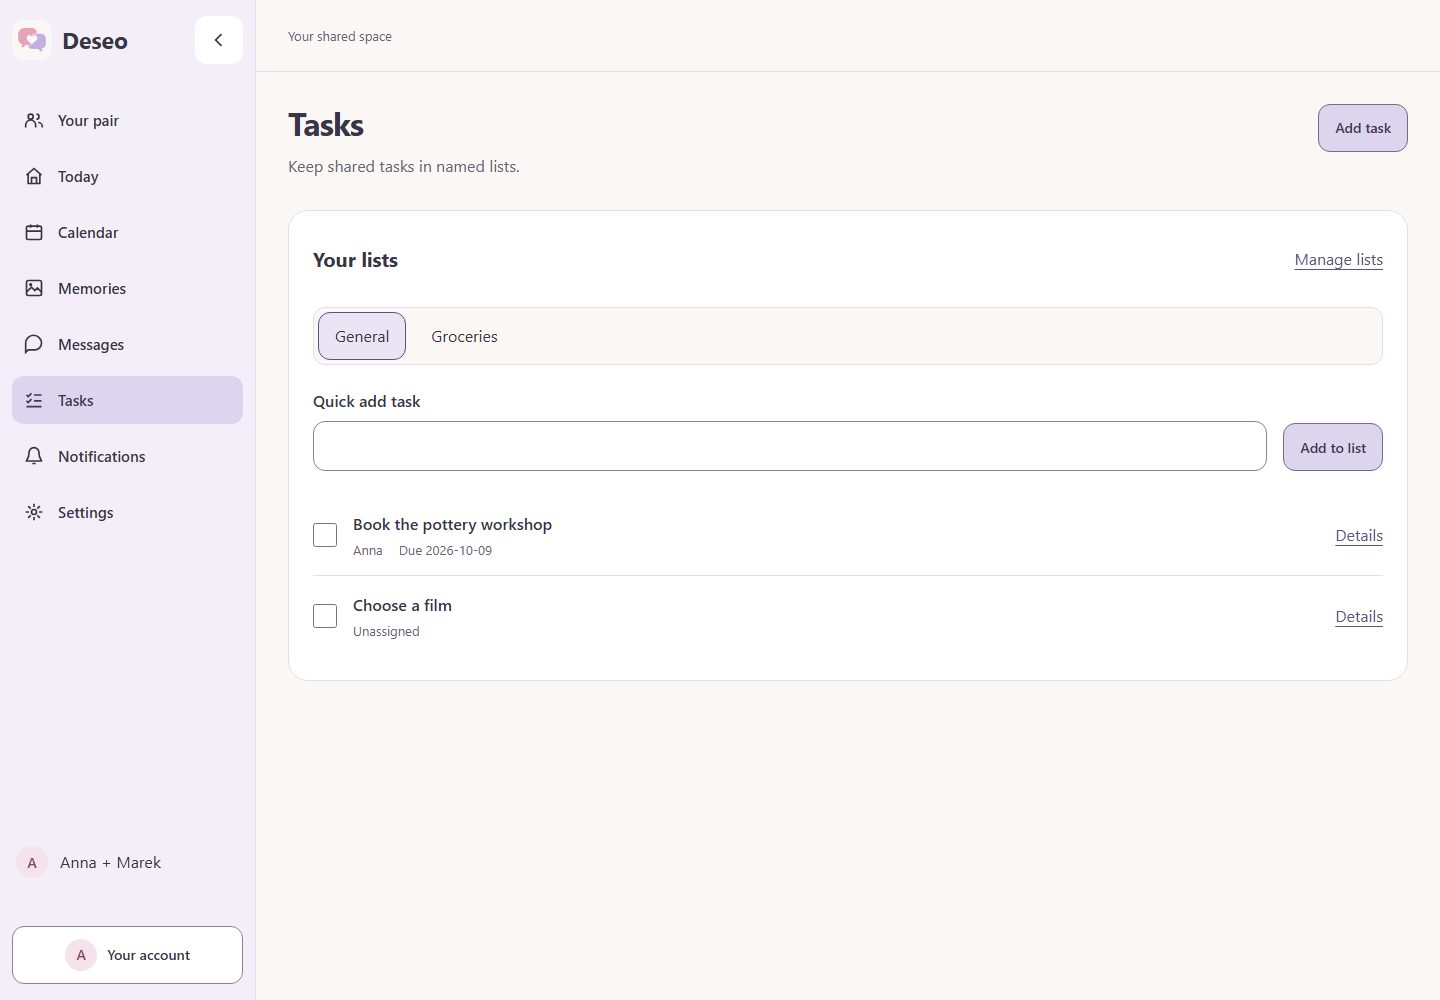 Deseo
Your pair
Today
Calendar
Memories
Messages
Tasks
Notifications
Settings
A Anna + Marek
A Your account
Your shared space
Tasks
Add task
Keep shared tasks in named lists.
Your lists
Manage lists
General Groceries
Quick add task
Add to list
Book the pottery workshop
Anna Due 2026-10-09
Details
Choose a film
Unassigned
Details